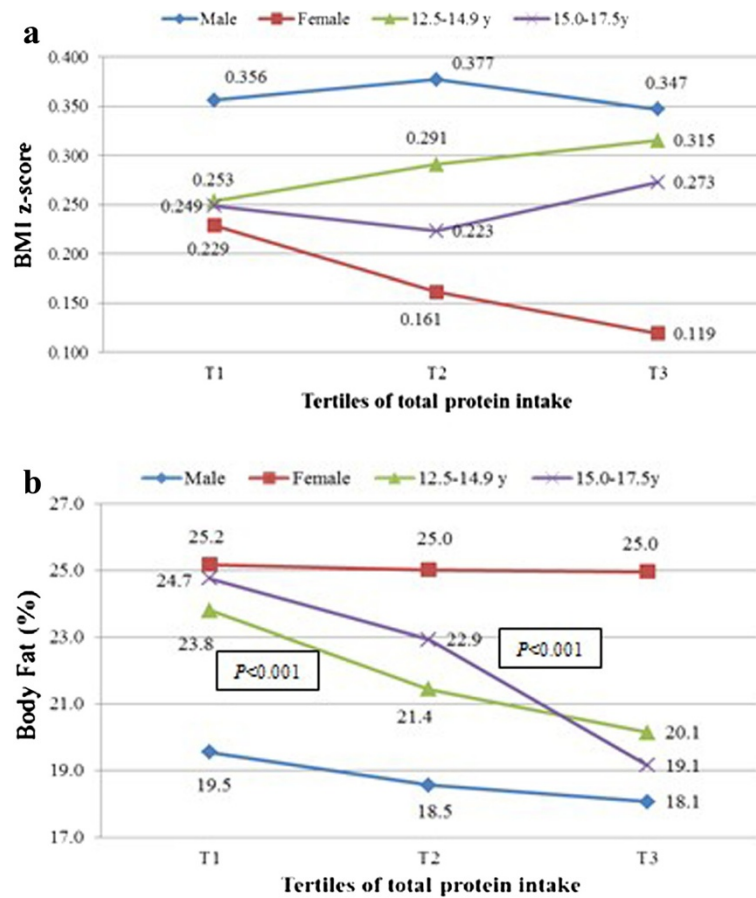 a
Male Female 12.5-14.9 y 15.0-17.5y
0.400
0.350
0.300
0.250
0.200
0.150
0.100
BMI z-score
0.356 0.377 0.347
0.253 0.291 0.315
0.249 0.223 0.273
0.229 0.161 0.119
T1 T2 T3
Tertiles of total protein intake
b
Male Female 12.5-14.9 y 15.0-17.5y
27.0
25.0
23.0
21.0
19.0
17.0
Body Fat (%)
25.2 25.0 25.0
24.7 22.9 19.1
23.8 21.4 20.1
P<0.001
P<0.001
19.5 18.5 18.1
T1 T2 T3
Tertiles of total protein intake